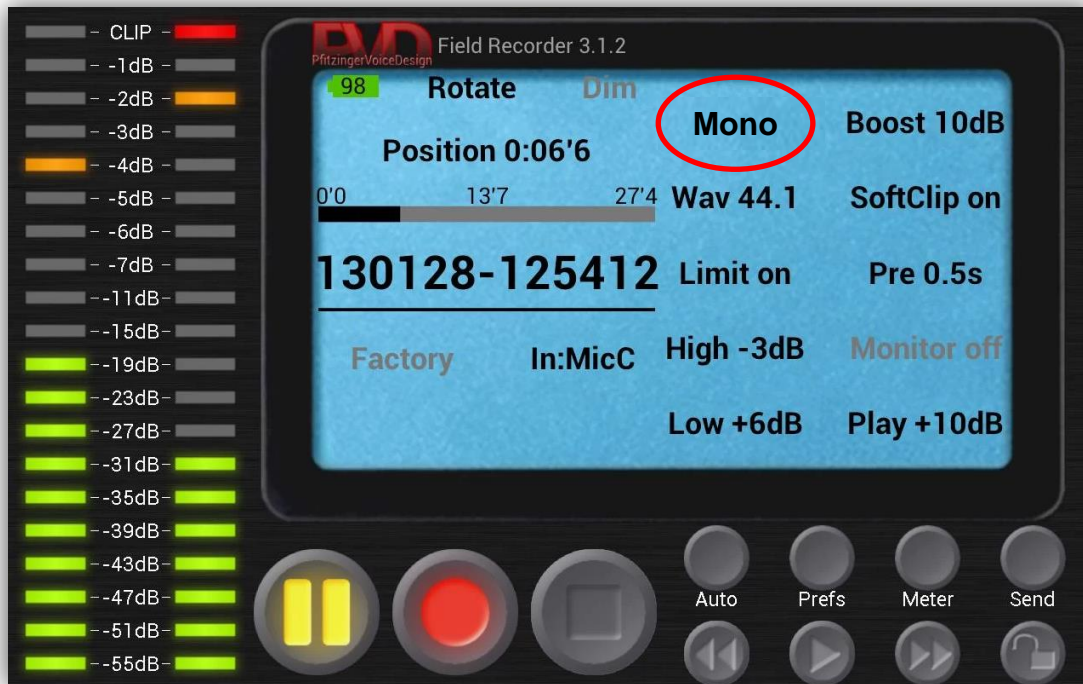 CLIP
-1dB
-2dB
-3dB
-4dB
-5dB
-6dB
-7dB
-11dB
-15dB
-19dB
-23dB
-27dB
-31dB
-35dB
-39dB
-43dB
-47dB
-51dB
-55dB
PVD
PfitzingerVoiceDesign
Field Recorder 3.1.2
98 Rotate Dim
Position 0:06'6
0'0 13'7 27'4
130128-125412
Factory In:MicC
Mono Boost 10dB
Wav 44.1 SoftClip on
Limit on Pre 0.5s
High -3dB Monitor off
Low +6dB Play +10dB
Auto Prefs Meter Send